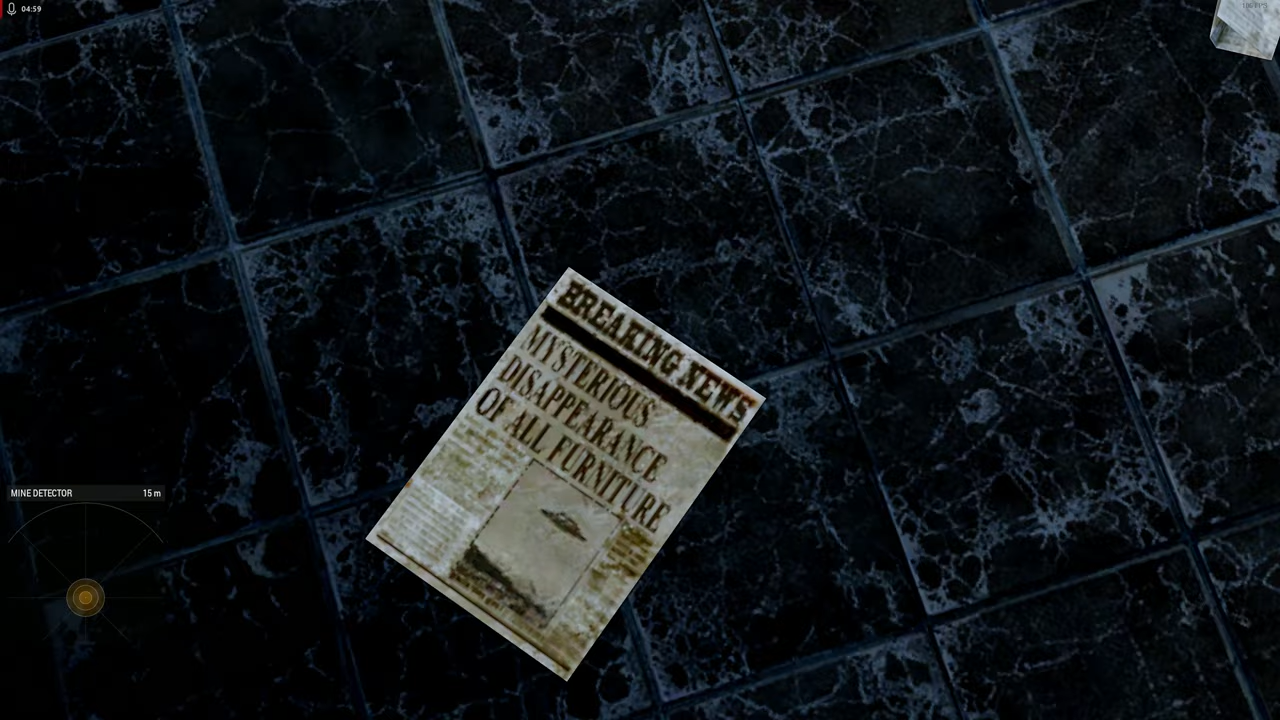 04:59
BREAKING NEWS
MYSTERIOUS
DISAPPEARANCE
OF ALL FURNITURE
MINE DETECTOR 15 m